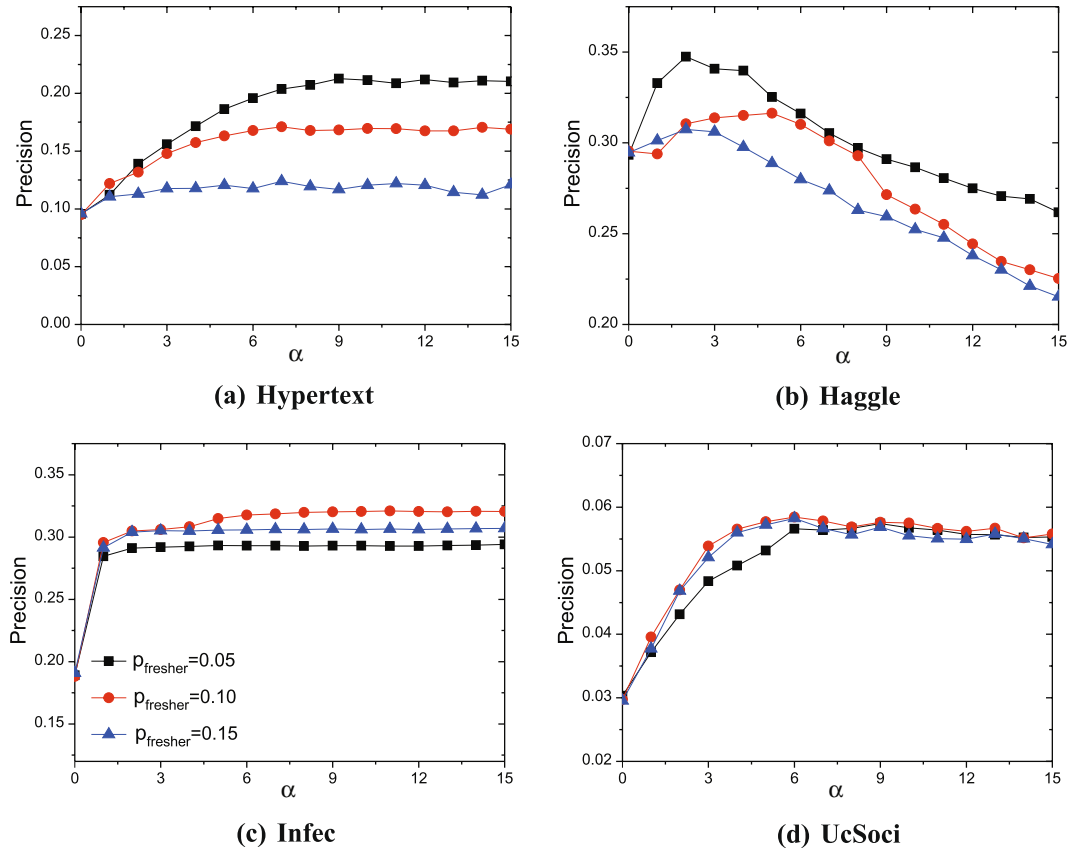 0.25
0.20
0.15
0.10
0.05
0.00
Precision
0 3 6 9 12 15
α
(a) Hypertext
0.35
0.30
0.25
0.20
Precision
0 3 6 9 12 15
α
(b) Haggle
0.35
0.30
0.25
0.20
0.15
Precision
p_fresher=0.05
p_fresher=0.10
p_fresher=0.15
0 3 6 9 12 15
α
(c) Infec
0.07
0.06
0.05
0.04
0.03
0.02
Precision
0 3 6 9 12 15
α
(d) UcSoci